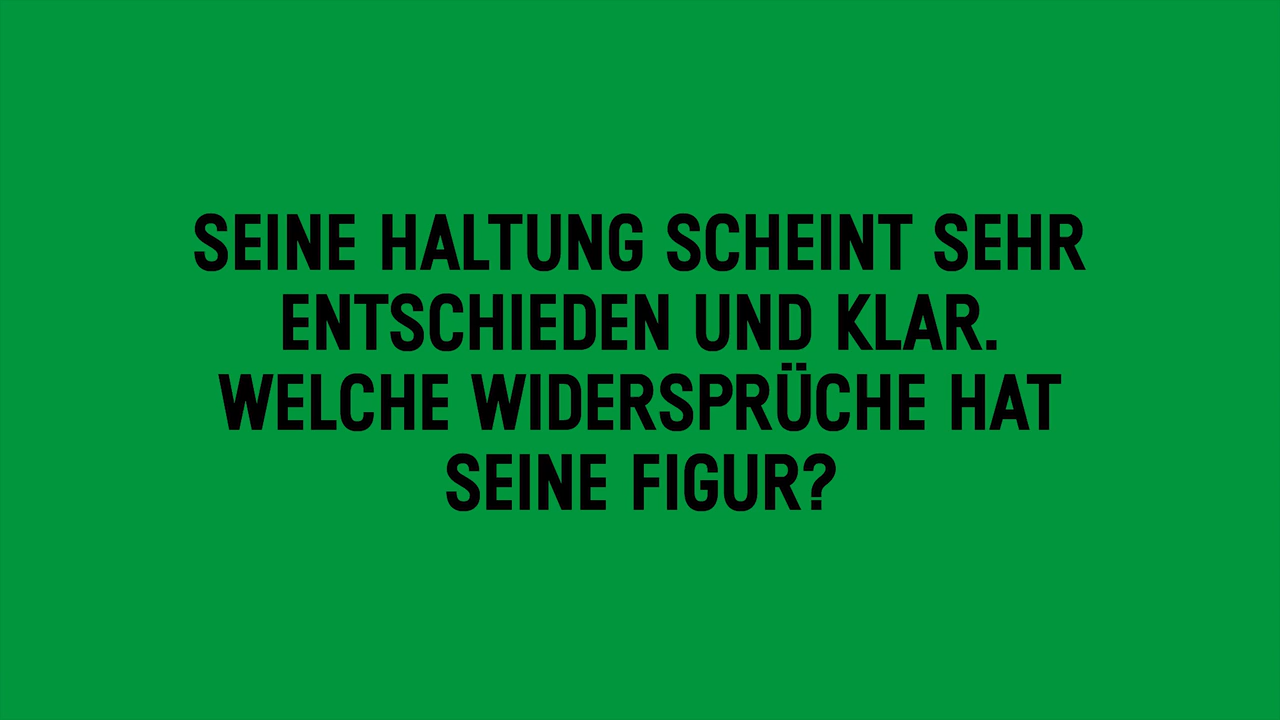 SEINE HALTUNG SCHEINT SEHR
ENTSCHIEDEN UND KLAR.
WELCHE WIDERSPRÜCHE HAT
SEINE FIGUR?